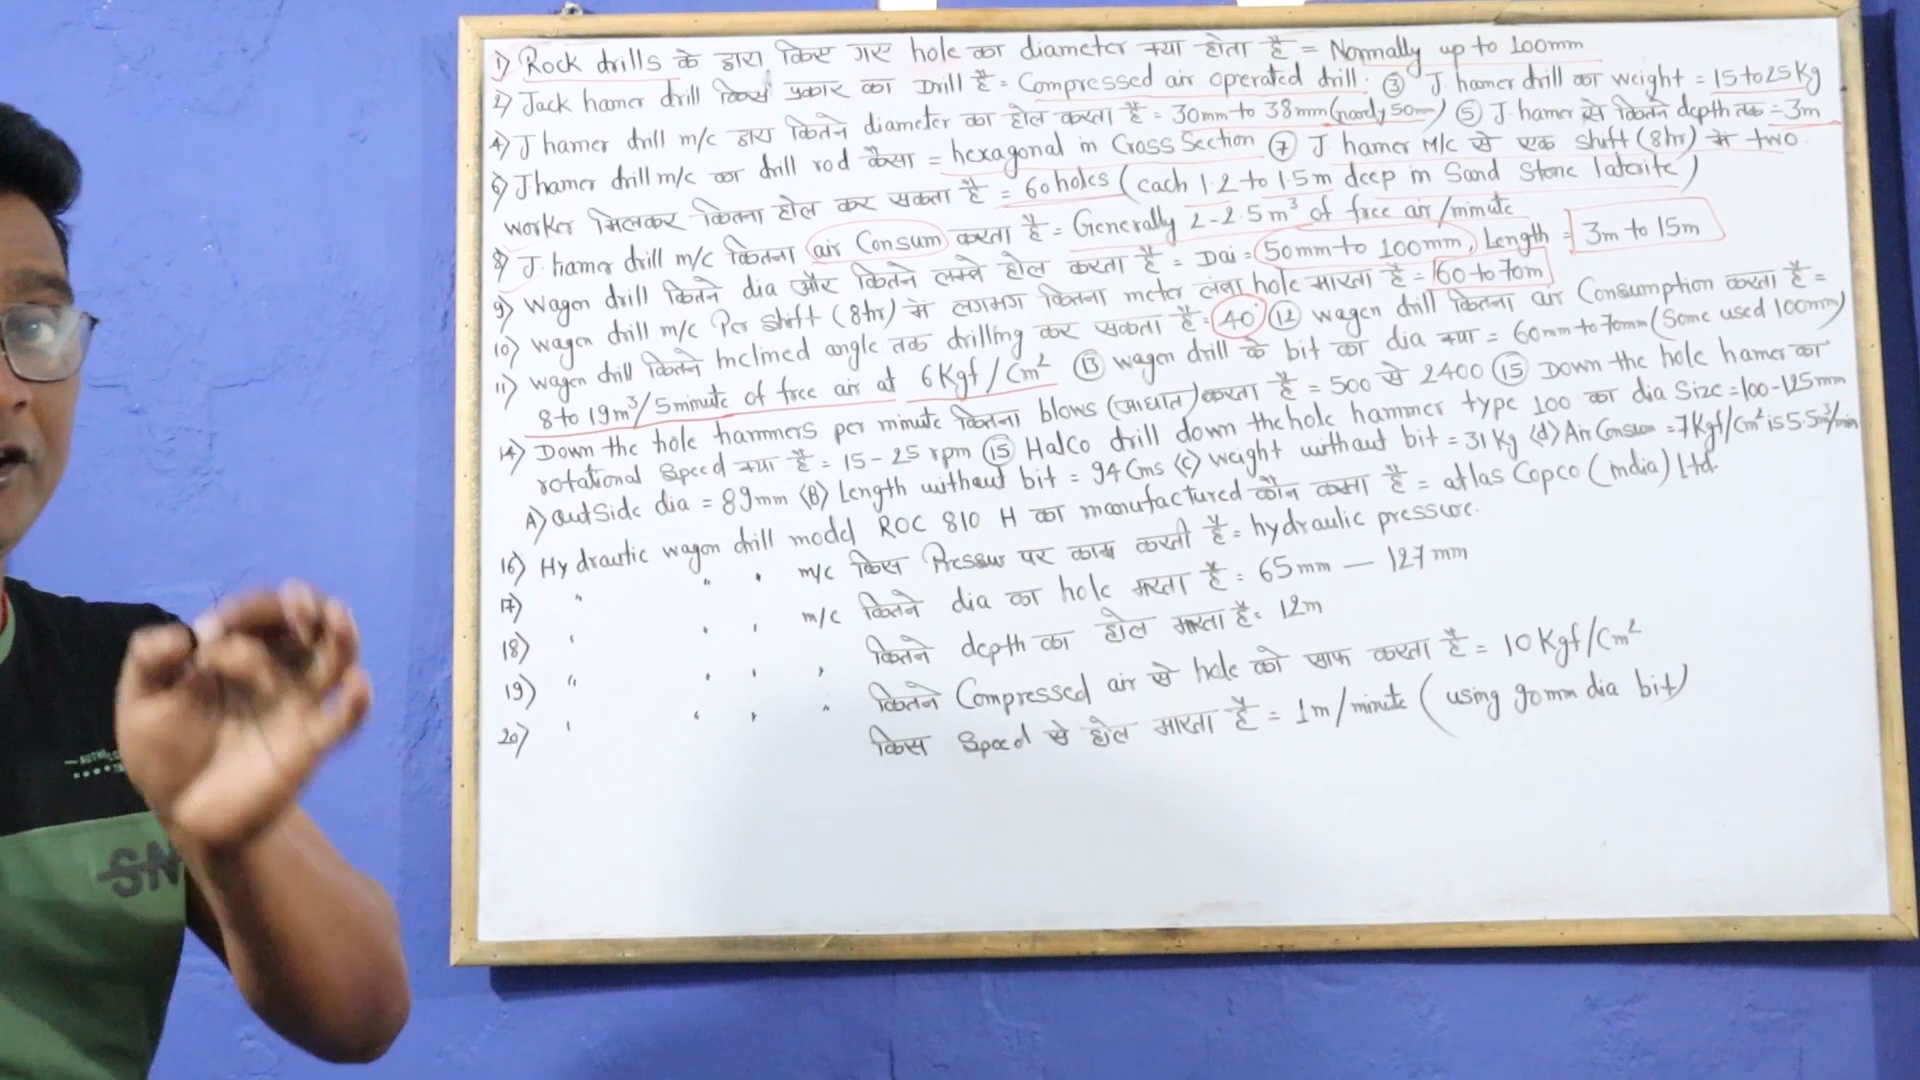 1) Rock drills के द्वारा किए गए hole का diameter क्या होता है = Normally up to 100mm
2) Jack hamer drill किस प्रकार का Drill है = Compressed air operated drill. ③ J. hamer drill का weight = 15 to 25 Kg
4) J hamer drill m/c द्वारा कितने diameter का होल करता है = 30mm to 38mm ( 50mm) ⑤ J. hamer से कितने depth तक = 3m
6) J. hamer drill m/c का drill rod कैसा = hexagonal in Cross Section ⑦ J. hamer M/c से एक shift (8hr) में two
worker मिलकर कितना होल कर सकता है = 60 holes (each 1.2 to 1.5m deep in Sand Stone laterite)
8) J. hamer drill m/c कितना air Consum करता है = Generally 2-2.5 m³ of free air/minute
9) Wagon drill कितने dia और कितने लम्बे होल करता है = Dai = 50mm to 100mm, Length = 3m to 15m
10) wagon drill m/c Per shift (8hr) में लगभग कितना meter लंबा hole मारता है = 60 to 70m
11) wagon drill कितने Inclined angle तक drilling कर सकता है = 40° ⑫ wagon drill कितना air Consumption करता है =
8 to 19m³/5minute of free air at 6 Kgf/Cm² ⑬ wagon drill के bit का dia क्या = 60mm to 70mm (Some used 100mm)
14) Down the hole hammers per minute कितना blows (आघात) करता है = 500 से 2400 ⑮ Down the hole hamer का
rotational Speed क्या है = 15-25 rpm ⑮ Halco drill down the hole hammer type 100 का dia Size = 100-125mm
A) outSide dia = 89mm (B) Length without bit = 94 Cms (C) weight without bit = 31 Kg (d) Air Consum = 7Kgf/Cm² is 5.5m³/min
16) Hydraulic wagon drill model ROC 810 H का manufactured कौन करता है = atlas Copco (india) Ltd.
17) " " " m/c किस Pressur पर काम करती है = hydraulic pressure.
18) " " " m/c कितने dia का hole मारता है = 65mm — 127mm
19) " " " " कितने depth का होल मारता है = 12m
20) " " " " कितने Compressed air से hole को साफ करता है = 10 Kgf/Cm²
किस Speed से होल मारता है = 1m/minute (using 90mm dia bit)
SN